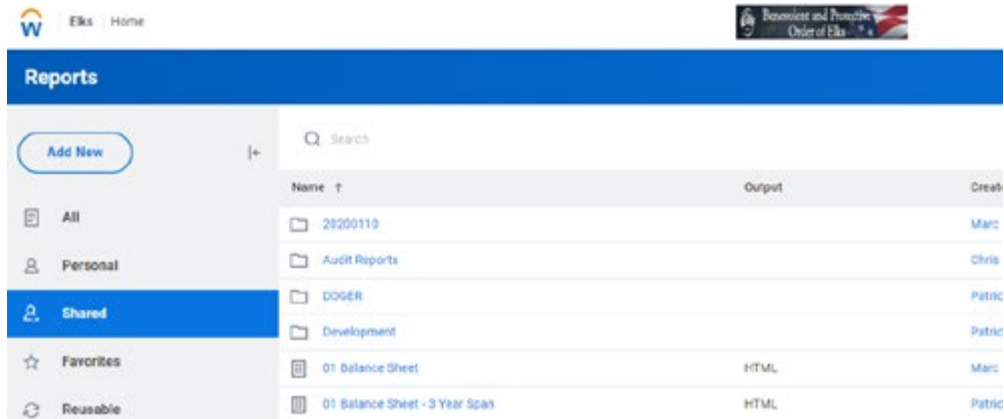 Elks Home
Benevolent and Protective
Order of Elks
Reports
Add New
Search
Name ↑ Output Creat
All
20200110 Marc
Personal
Audit Reports Chris
DOGER Patric
Shared
Development Patric
Favorites
01 Balance Sheet HTML Marc
Reusable
01 Balance Sheet - 3 Year Span HTML Patric